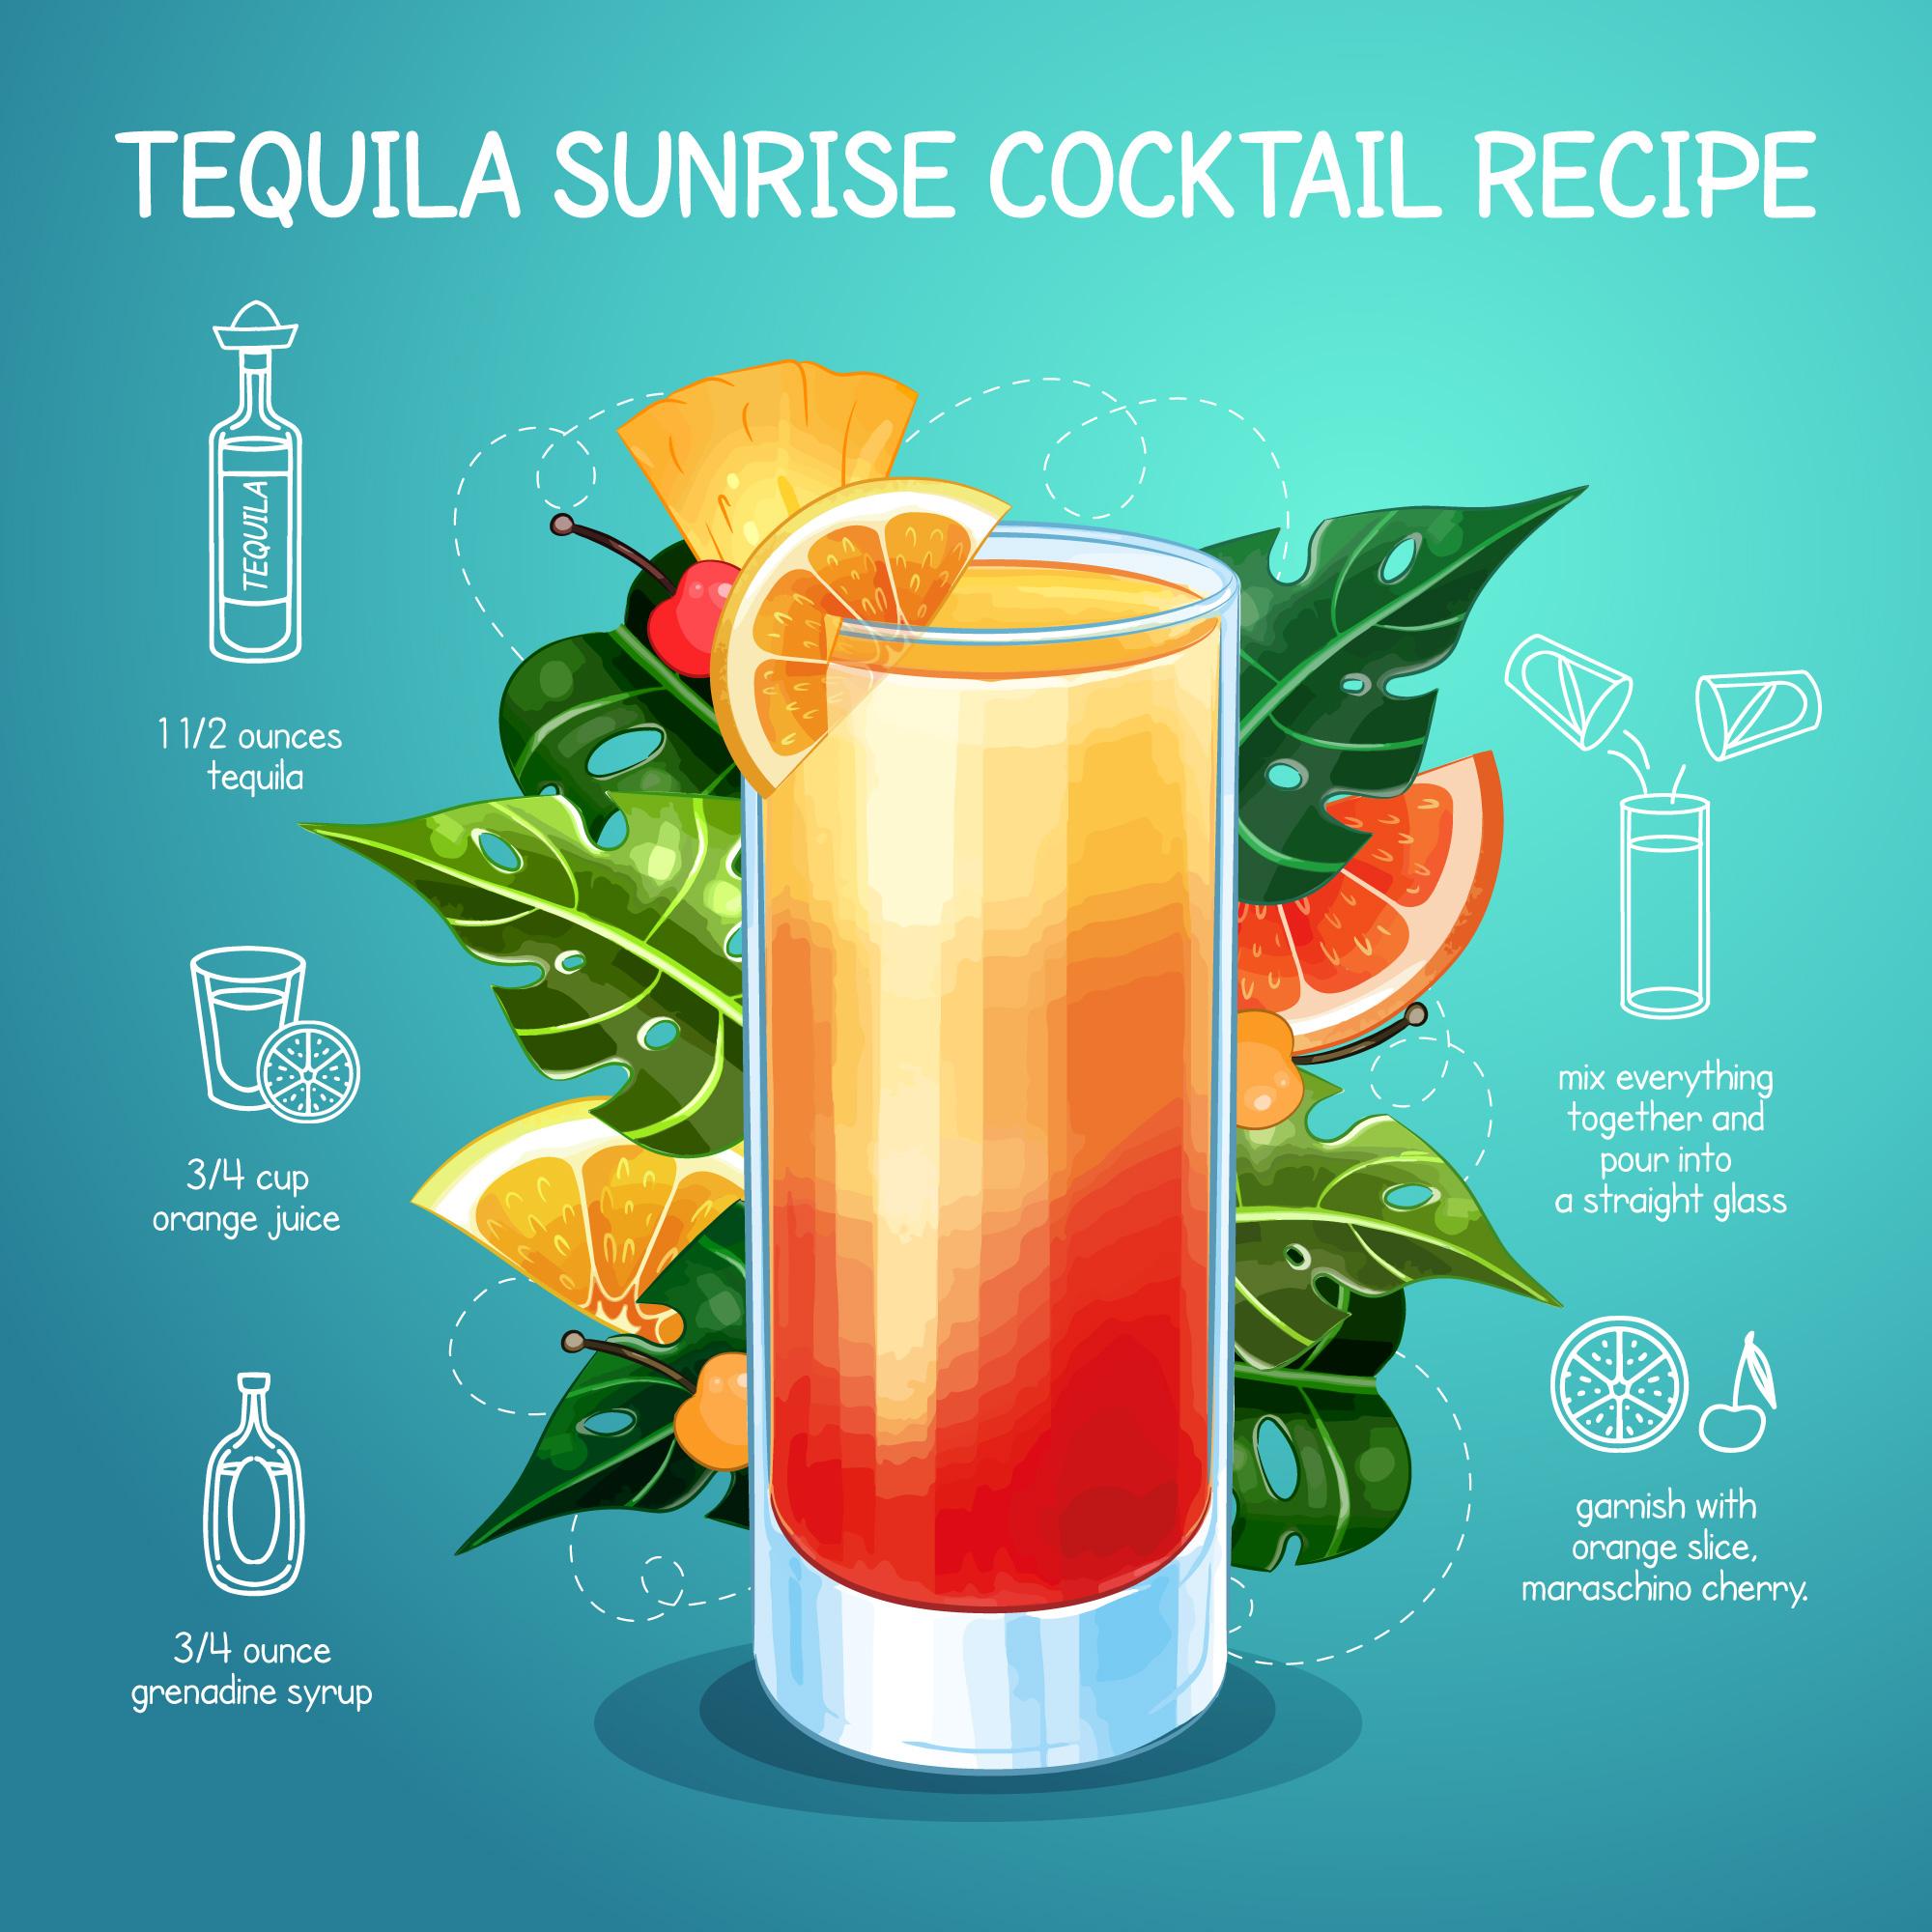 TEQUILA SUNRISE COCKTAIL RECIPE
TEQUILA
1 1/2 ounces
tequila
3/4 cup
orange juice
3/4 ounce
grenadine syrup
mix everything
together and
pour into
a straight glass
garnish with
orange slice,
maraschino cherry.